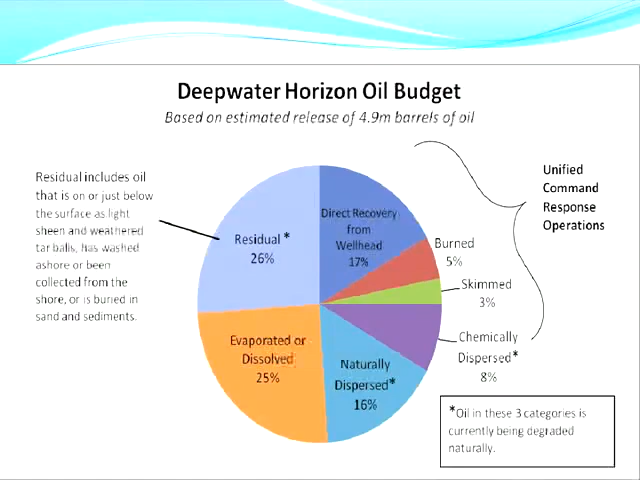 Deepwater Horizon Oil Budget
Based on estimated release of 4.9m barrels of oil
Residual includes oil
that is on or just below
the surface as light
sheen and weathered
tar balls, has washed
ashore or been
collected from the
shore, or is buried in
sand and sediments.
Residual *
26%
Direct Recovery
from
Wellhead
17%
Burned
5%
Skimmed
3%
Chemically
Dispersed*
8%
Naturally
Dispersed*
16%
Evaporated or
Dissolved
25%
Unified
Command
Response
Operations
*Oil in these 3 categories is
currently being degraded
naturally.